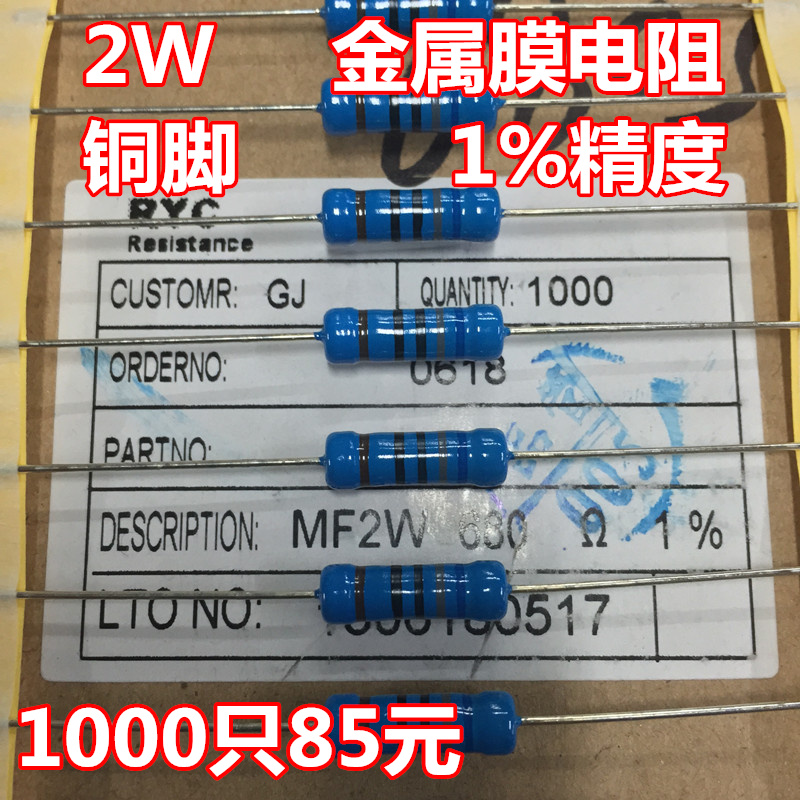 2W 金属膜电阻
铜脚 1%精度
RYC
Resistance
CUSTOMR: GJ QUANTITY: 1000
ORDERNO: 0618
PARTNO:
DESCRIPTION: MF2W 680 Ω 1%
LTO NO:
1000只85元